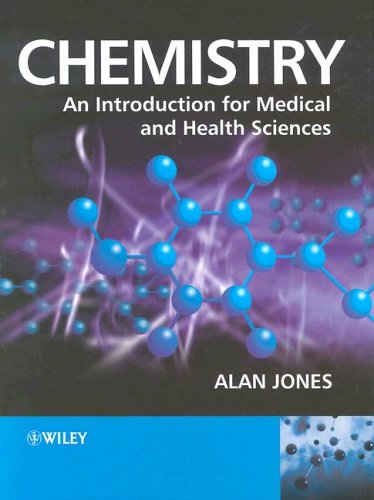 CHEMISTRY
An Introduction for Medical
and Health Sciences
ALAN JONES
WILEY